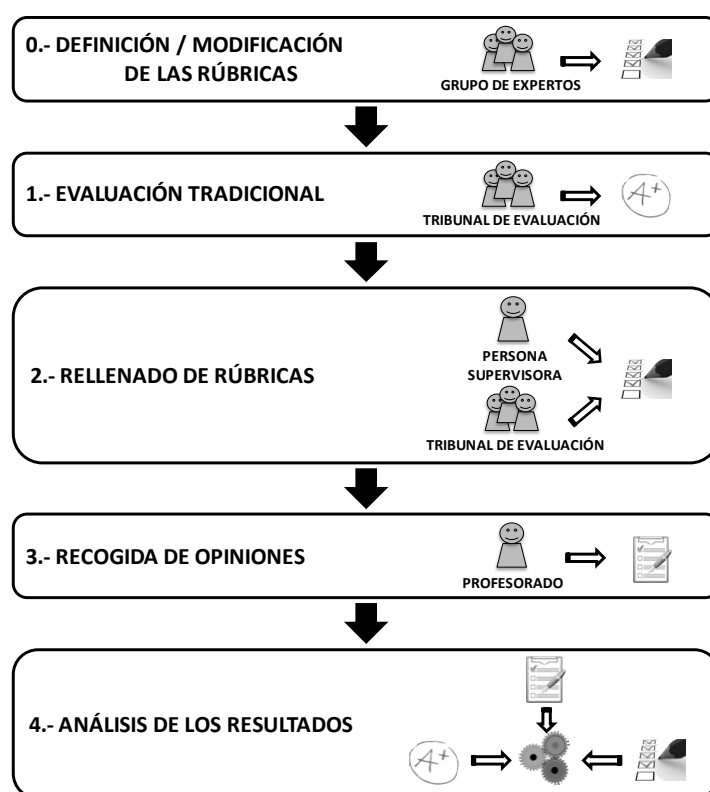 0.- DEFINICIÓN / MODIFICACIÓN
DE LAS RÚBRICAS
GRUPO DE EXPERTOS
1.- EVALUACIÓN TRADICIONAL
A+
TRIBUNAL DE EVALUACIÓN
2.- RELLENADO DE RÚBRICAS
PERSONA
SUPERVISORA
TRIBUNAL DE EVALUACIÓN
3.- RECOGIDA DE OPINIONES
PROFESORADO
4.- ANÁLISIS DE LOS RESULTADOS
A+